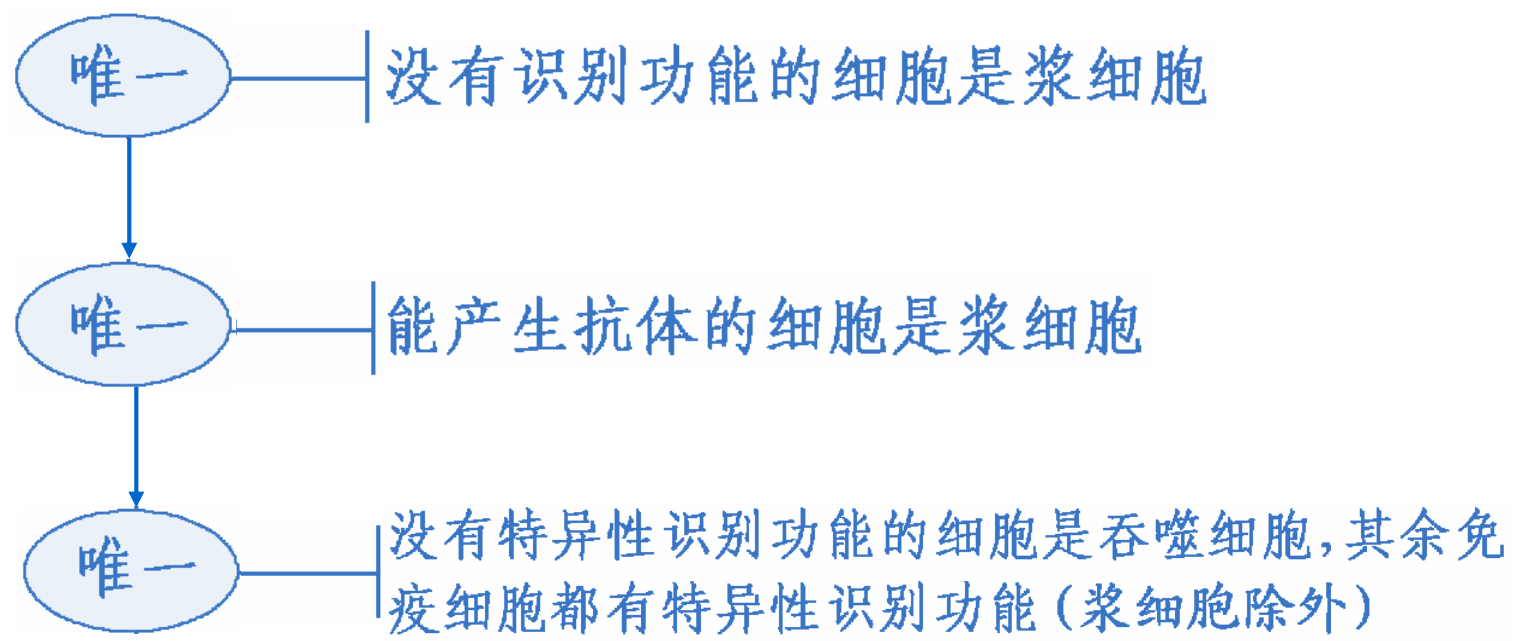 唯一
没有识别功能的细胞是浆细胞
唯一
能产生抗体的细胞是浆细胞
唯一
没有特异性识别功能的细胞是吞噬细胞,其余免
疫细胞都有特异性识别功能(浆细胞除外)